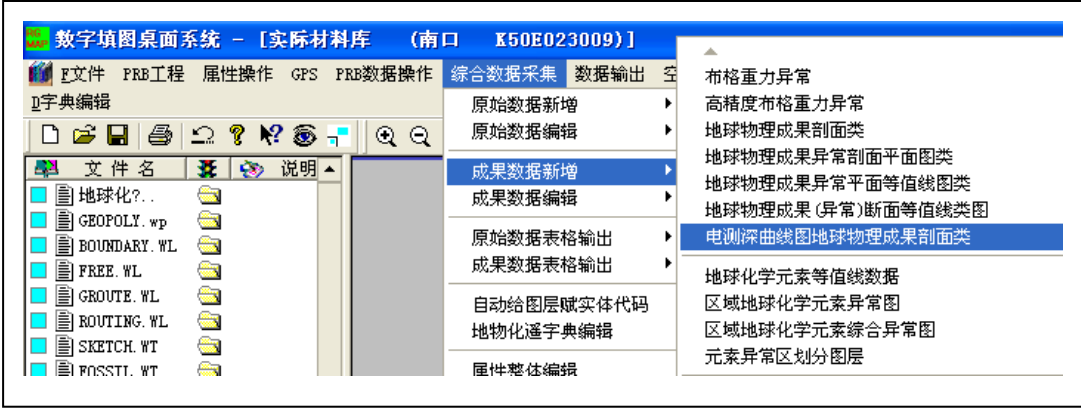 RG
MAP
数字填图桌面系统 - [实际材料库 (南口 K50E023009)]
F文件 PRB工程 属性操作 GPS PRB数据操作 综合数据采集 数据输出
D字典编辑
文件名 说明
地球化?..
GEOPOLY.wp
BOUNDARY.WL
FREE.WL
GROUTE.WL
ROUTING.WL
SKETCH.WT
FOSSIL.WT
原始数据新增
原始数据编辑
成果数据新增
成果数据编辑
原始数据表格输出
成果数据表格输出
自动给图层赋实体代码
地物化遥字典编辑
属性整体编辑
布格重力异常
高精度布格重力异常
地球物理成果剖面类
地球物理成果异常剖面平面图类
地球物理成果异常平面等值线图类
地球物理成果(异常)断面等值线类图
电测深曲线图地球物理成果剖面类
地球化学元素等值线数据
区域地球化学元素异常图
区域地球化学元素综合异常图
元素异常区划分图层